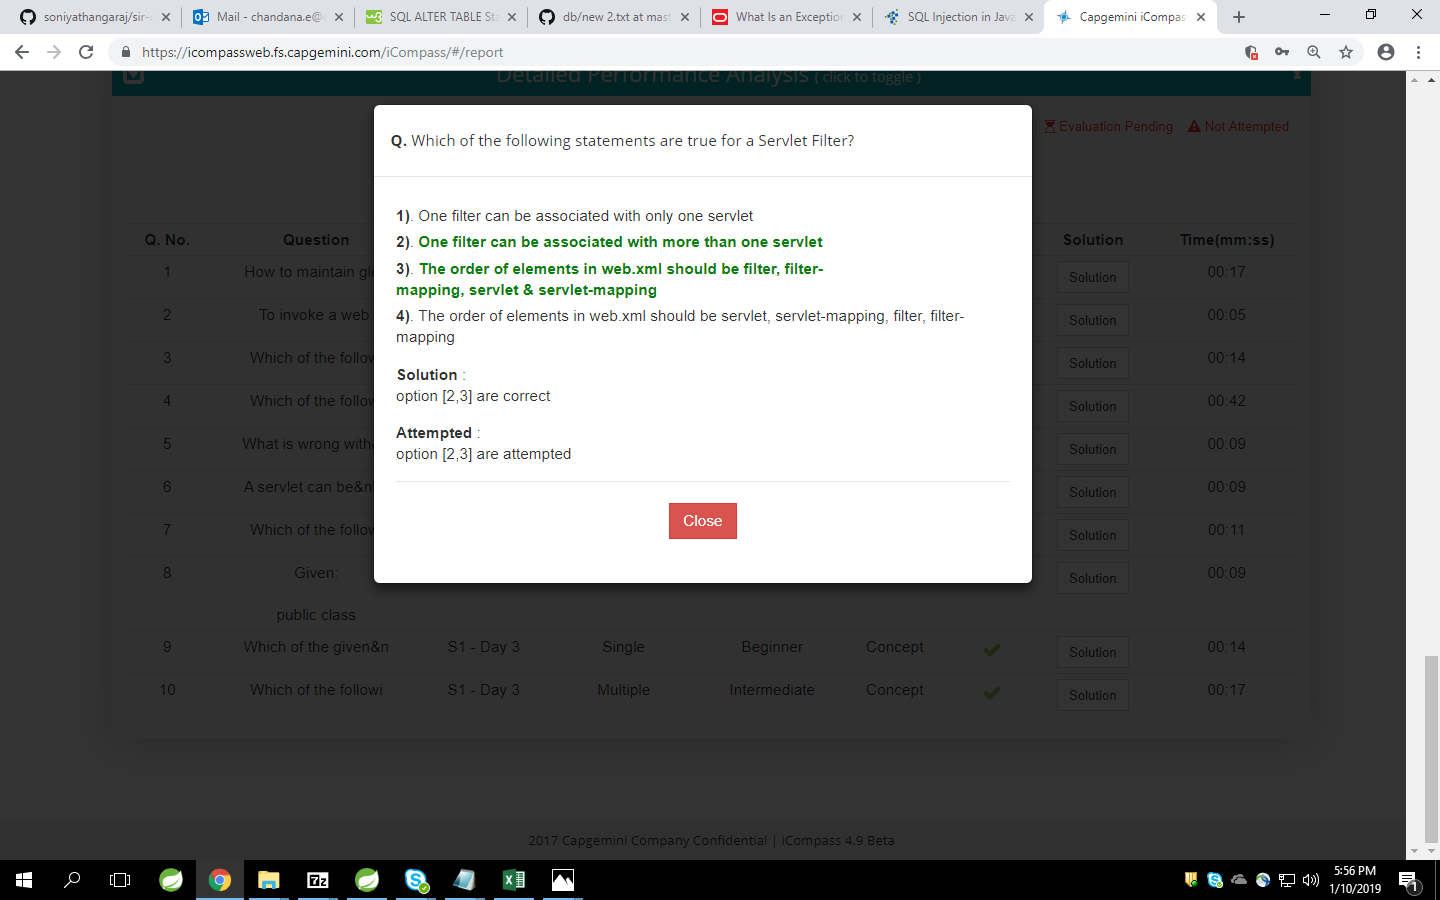 soniyathangaraj/sir-
Mail - chandana.e@
SQL ALTER TABLE Sta
db/new 2.txt at mast
What Is an Exception
SQL Injection in Java
Capgemini iCompass
https://icompassweb.fs.capgemini.com/iCompass/#/report
Detailed Performance Analysis ( click to toggle )
Evaluation Pending Not Attempted
Q. Which of the following statements are true for a Servlet Filter?
1). One filter can be associated with only one servlet
2). One filter can be associated with more than one servlet
3). The order of elements in web.xml should be filter, filter-
mapping, servlet & servlet-mapping
4). The order of elements in web.xml should be servlet, servlet-mapping, filter, filter-
mapping
Solution :
option [2,3] are correct
Attempted :
option [2,3] are attempted
Close
Q. No. Question Solution Time(mm:ss)
1 How to maintain gl Solution 00:17
2 To invoke a web Solution 00:05
3 Which of the follow Solution 00:14
4 Which of the follow Solution 00:42
5 What is wrong with Solution 00:09
6 A servlet can be&n Solution 00:09
7 Which of the follow Solution 00:11
8 Given: Solution 00:09
public class
9 Which of the given&n S1 - Day 3 Single Beginner Concept Solution 00:14
10 Which of the followi S1 - Day 3 Multiple Intermediate Concept Solution 00:17
2017 Capgemini Company Confidential | iCompass 4.9 Beta
5:56 PM
1/10/2019